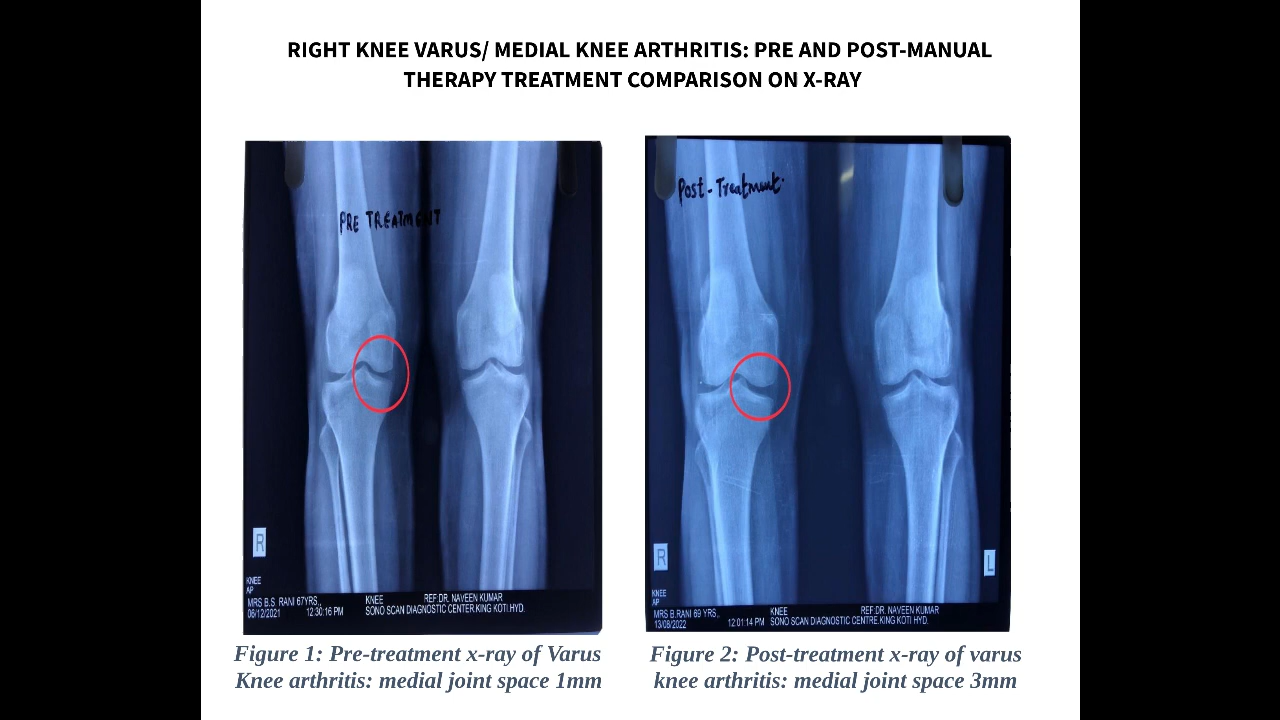 RIGHT KNEE VARUS/ MEDIAL KNEE ARTHRITIS: PRE AND POST-MANUAL
THERAPY TREATMENT COMPARISON ON X-RAY
PRE TREATMENT
R
KNEE
AP
MRS B.S RANI 67YRS,, KNEE REF:DR. NAVEEN KUMAR
06/12/2021 12:30:16 PM SONO SCAN DIAGNOSTIC CENTER.KING KOTI.HYD.
Figure 1: Pre-treatment x-ray of Varus
Knee arthritis: medial joint space 1mm
Post-Treatment
R
L
KNEE
AP
MRS B.RANI 69 YRS,. KNEE REF:DR. NAVEEN KUMAR
13/08/2022 12:01:14 PM SONO SCAN DIAGNOSTIC CENTRE.KING KOTI.HYD.
Figure 2: Post-treatment x-ray of varus
knee arthritis: medial joint space 3mm